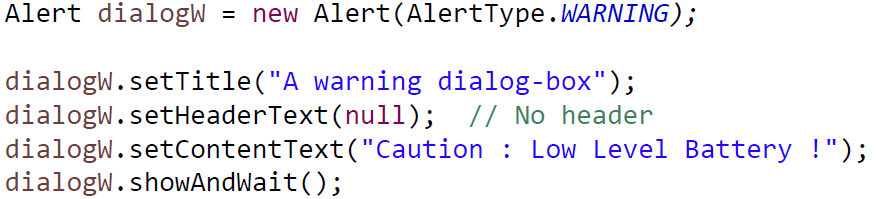 Alert dialogW = new Alert(AlertType.WARNING);
dialogW.setTitle("A warning dialog-box");
dialogW.setHeaderText(null);  // No header
dialogW.setContentText("Caution : Low Level Battery !");
dialogW.showAndWait();